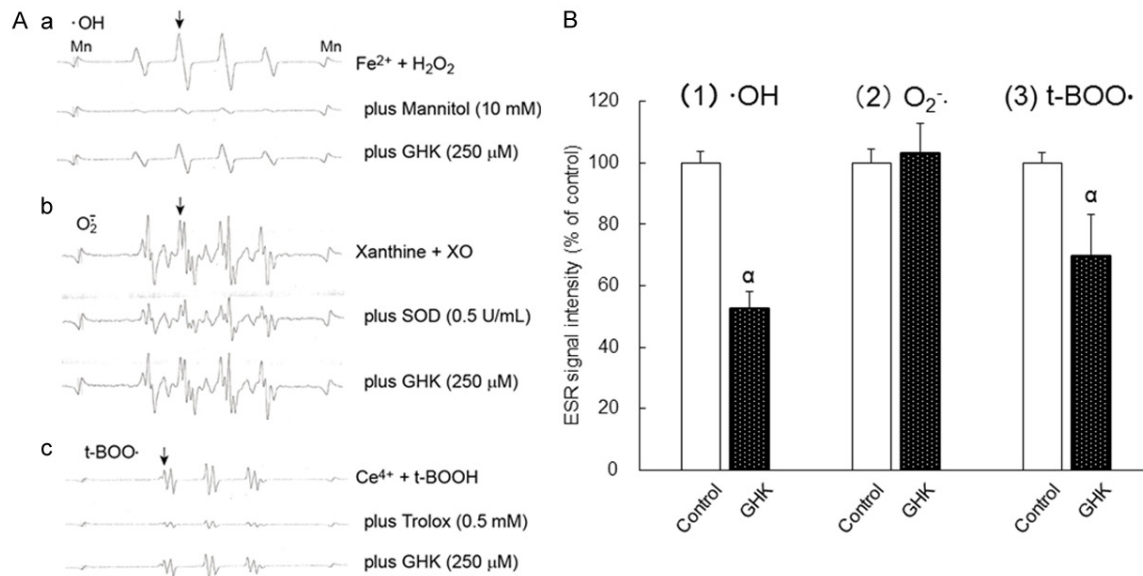 A a
·OH
Mn
Mn
Fe²⁺ + H₂O₂
plus Mannitol (10 mM)
plus GHK (250 μM)
b
O₂⁻
Xanthine + XO
plus SOD (0.5 U/mL)
plus GHK (250 μM)
c
t-BOO·
Ce⁴⁺ + t-BOOH
plus Trolox (0.5 mM)
plus GHK (250 μM)
B
(1) ·OH
(2) O₂⁻·
(3) t-BOO·
ESR signal intensity (% of control)
120
100
80
60
40
20
0
α
α
Control
GHK
Control
GHK
Control
GHK